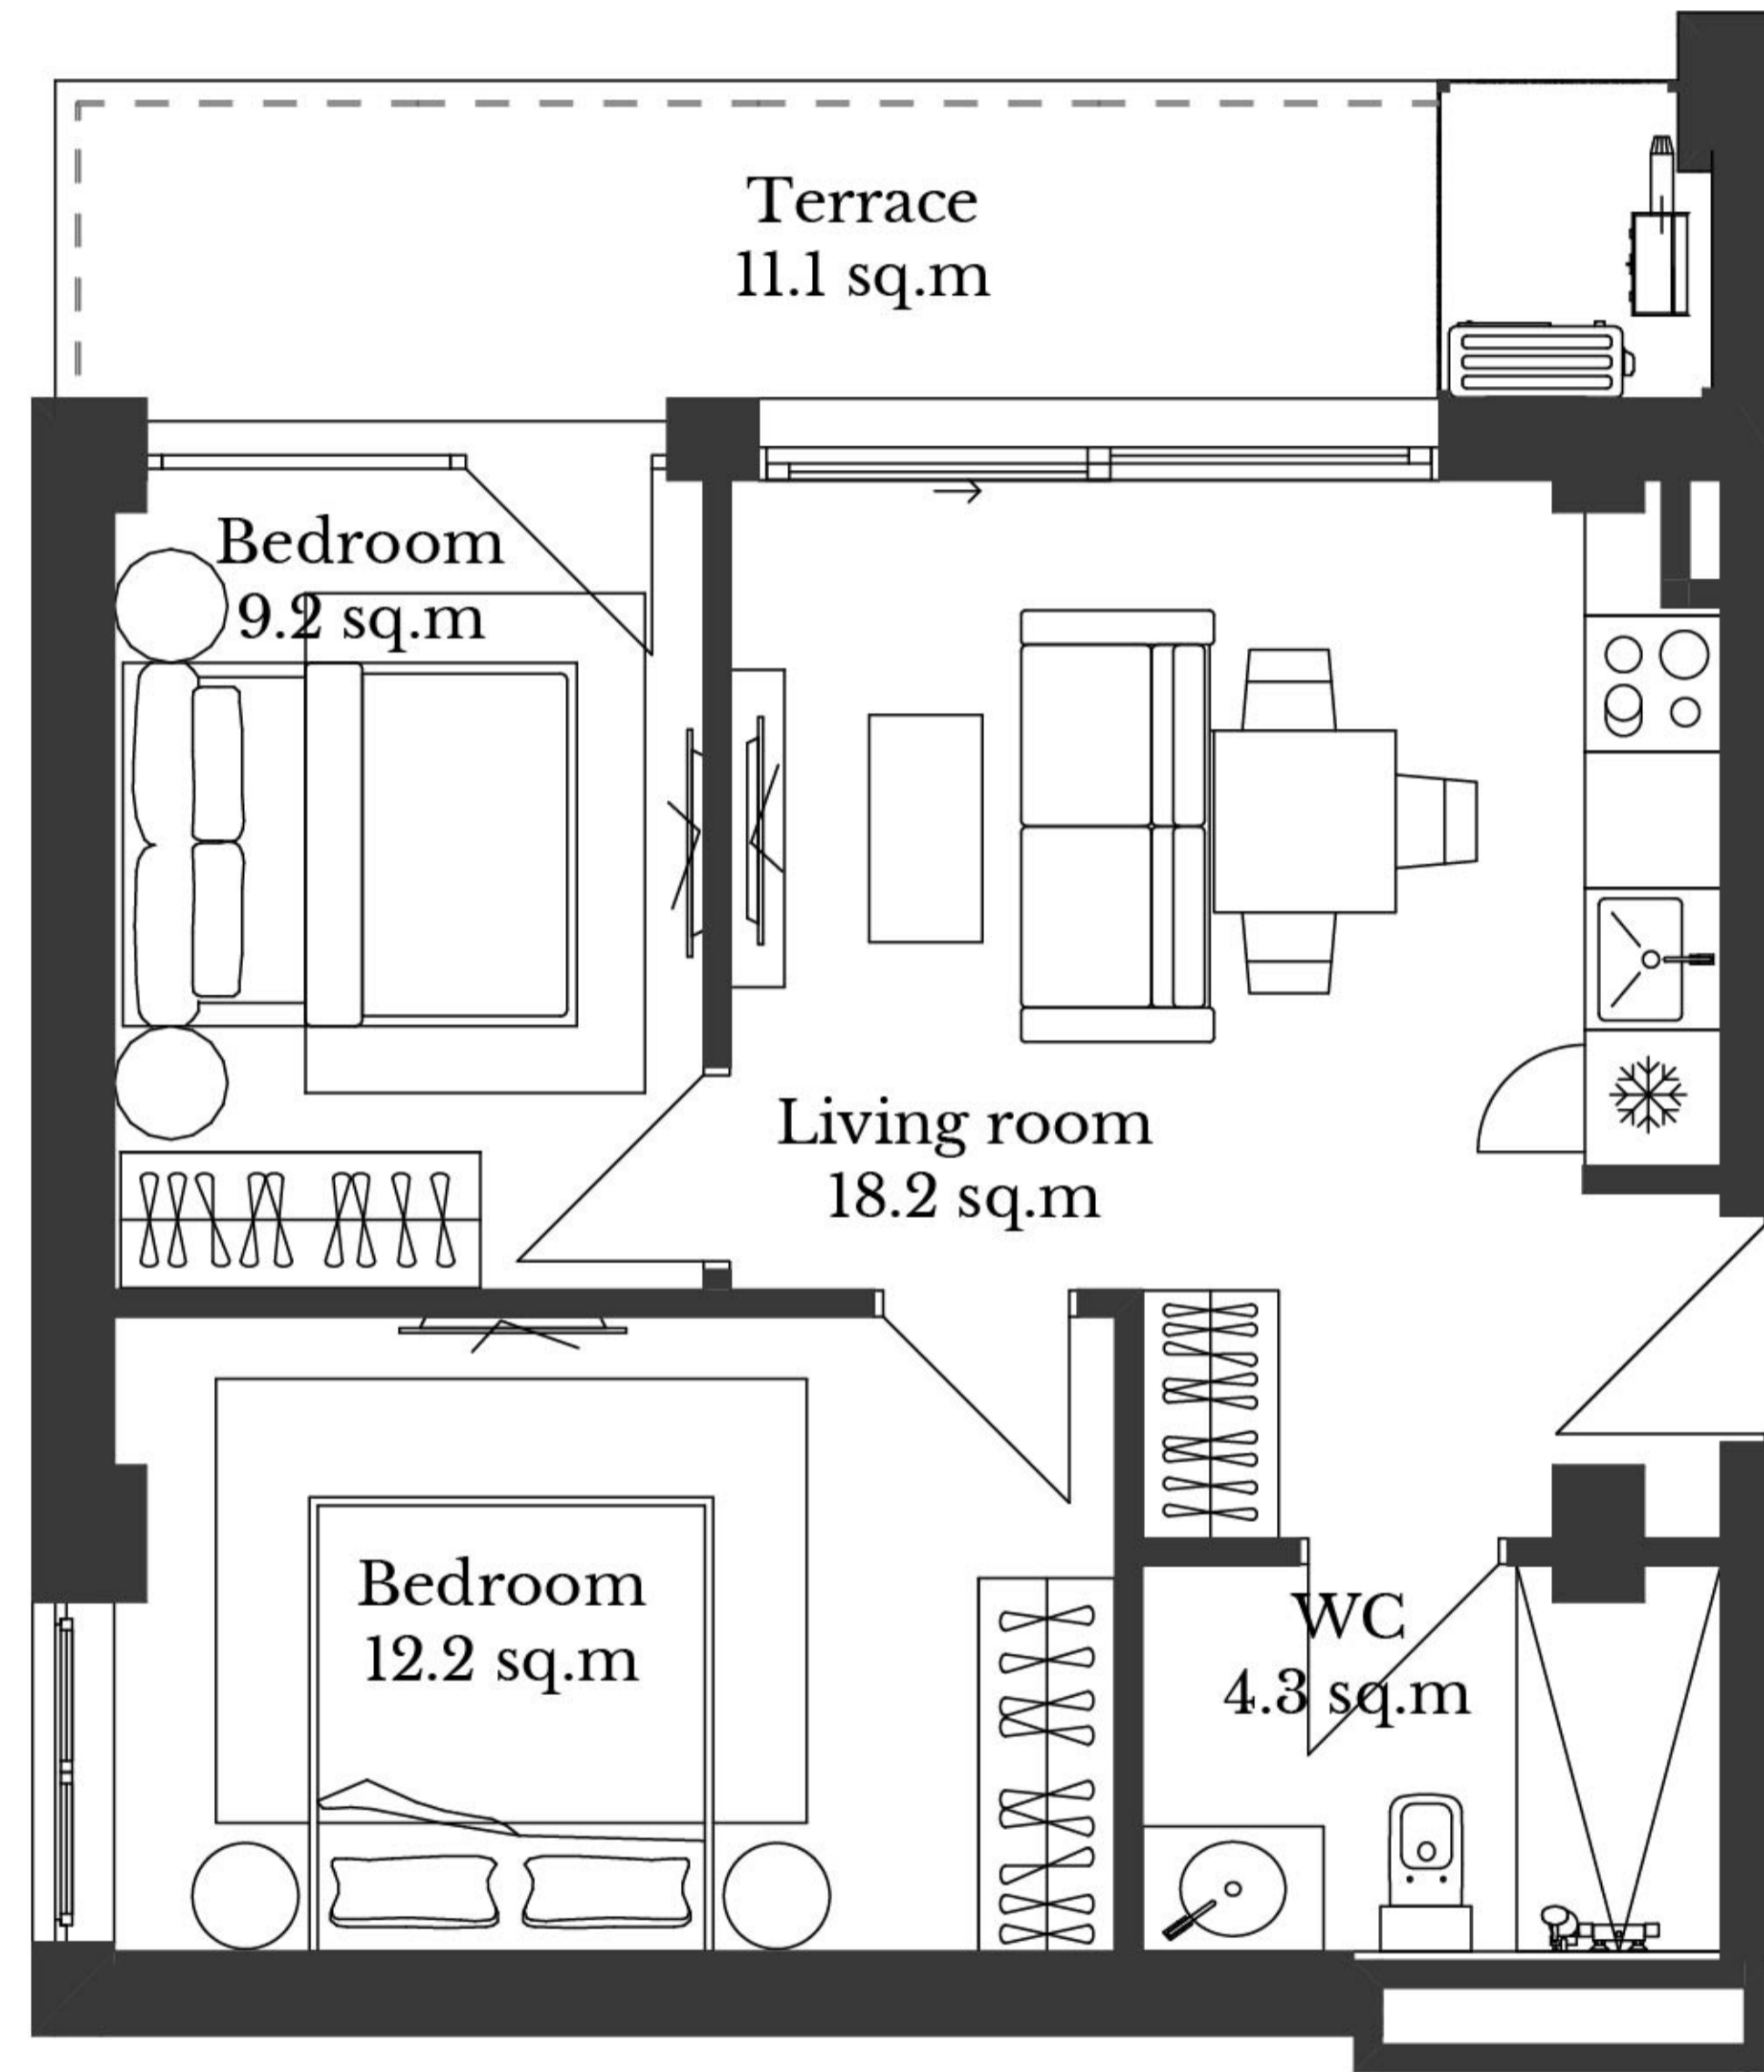 Terrace
11.1 sq.m
Bedroom
9.2 sq.m
Living room
18.2 sq.m
Bedroom
12.2 sq.m
WC
4.3 sq.m